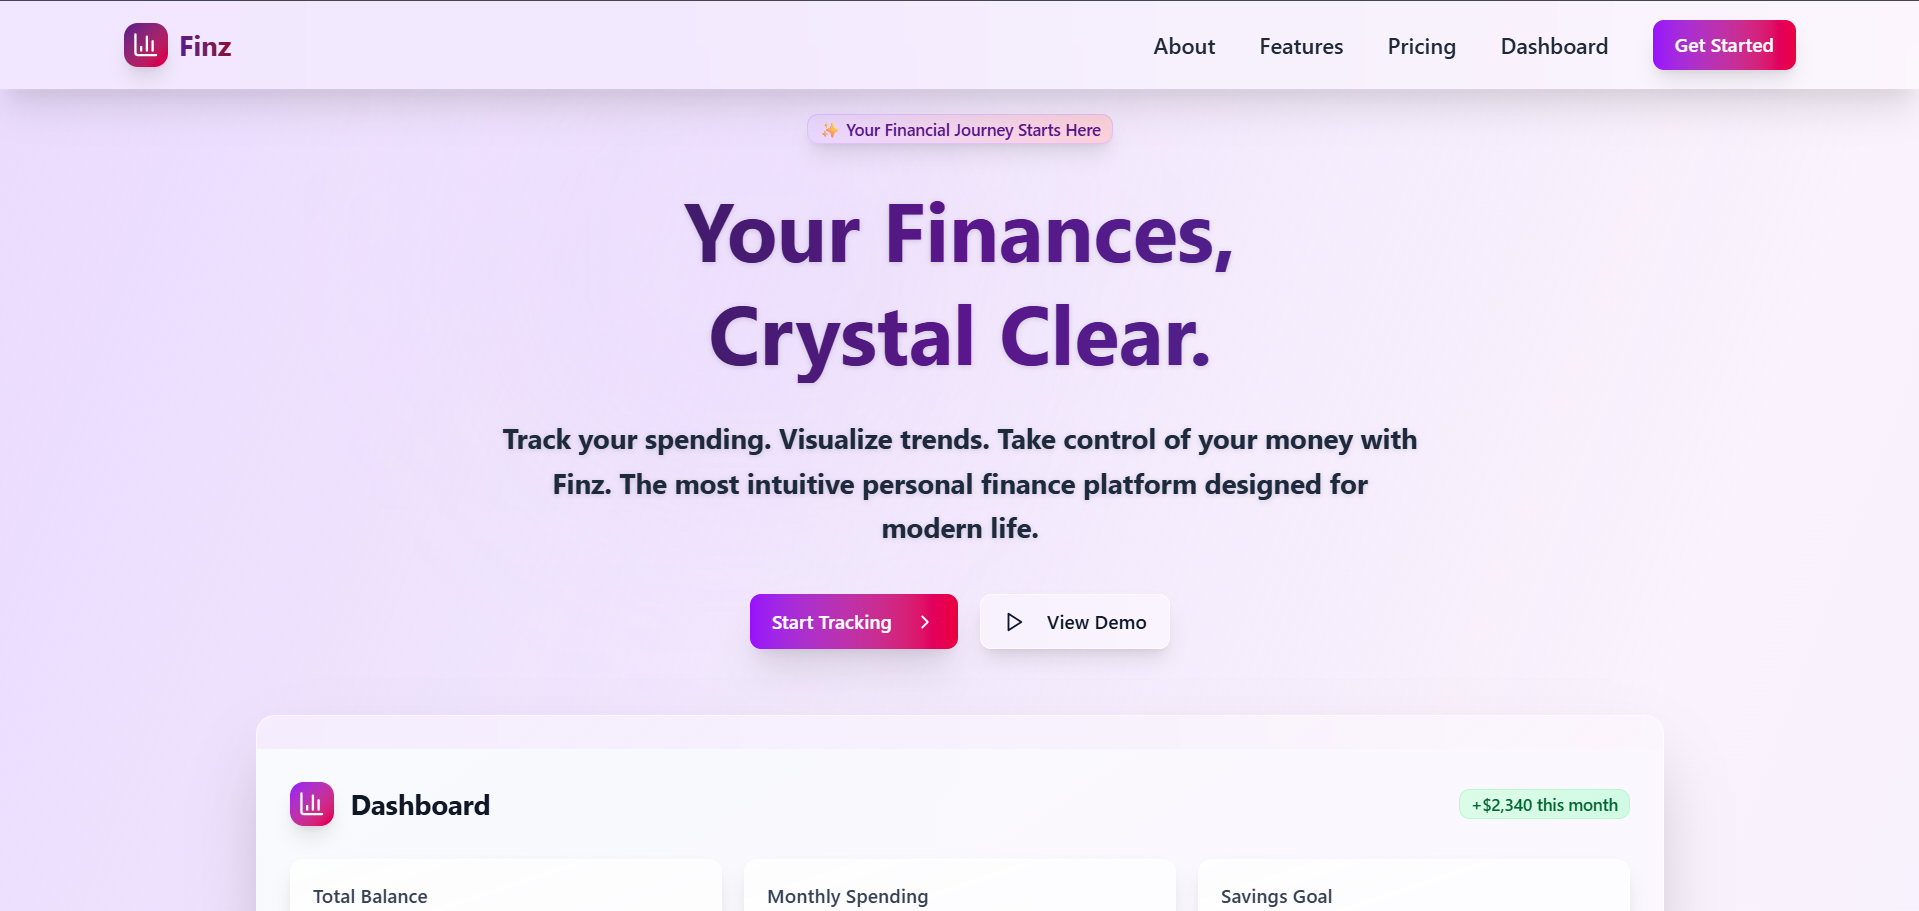 Finz
About Features Pricing Dashboard Get Started
✨ Your Financial Journey Starts Here
Your Finances,
Crystal Clear.
Track your spending. Visualize trends. Take control of your money with
Finz. The most intuitive personal finance platform designed for
modern life.
Start Tracking
View Demo
Dashboard
+$2,340 this month
Total Balance
Monthly Spending
Savings Goal